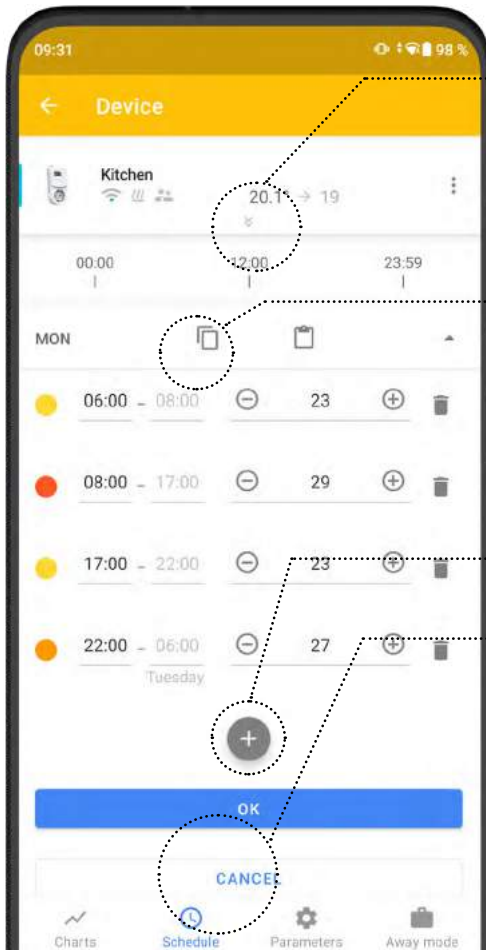 09:31 98 %
Device
Kitchen
20.1° → 19
00:00 12:00 23:59
MON
06:00 - 08:00 23
08:00 - 17:00 29
17:00 - 22:00 23
22:00 - 06:00 27
Tuesday
OK
CANCEL
Charts Schedule Parameters Away mode